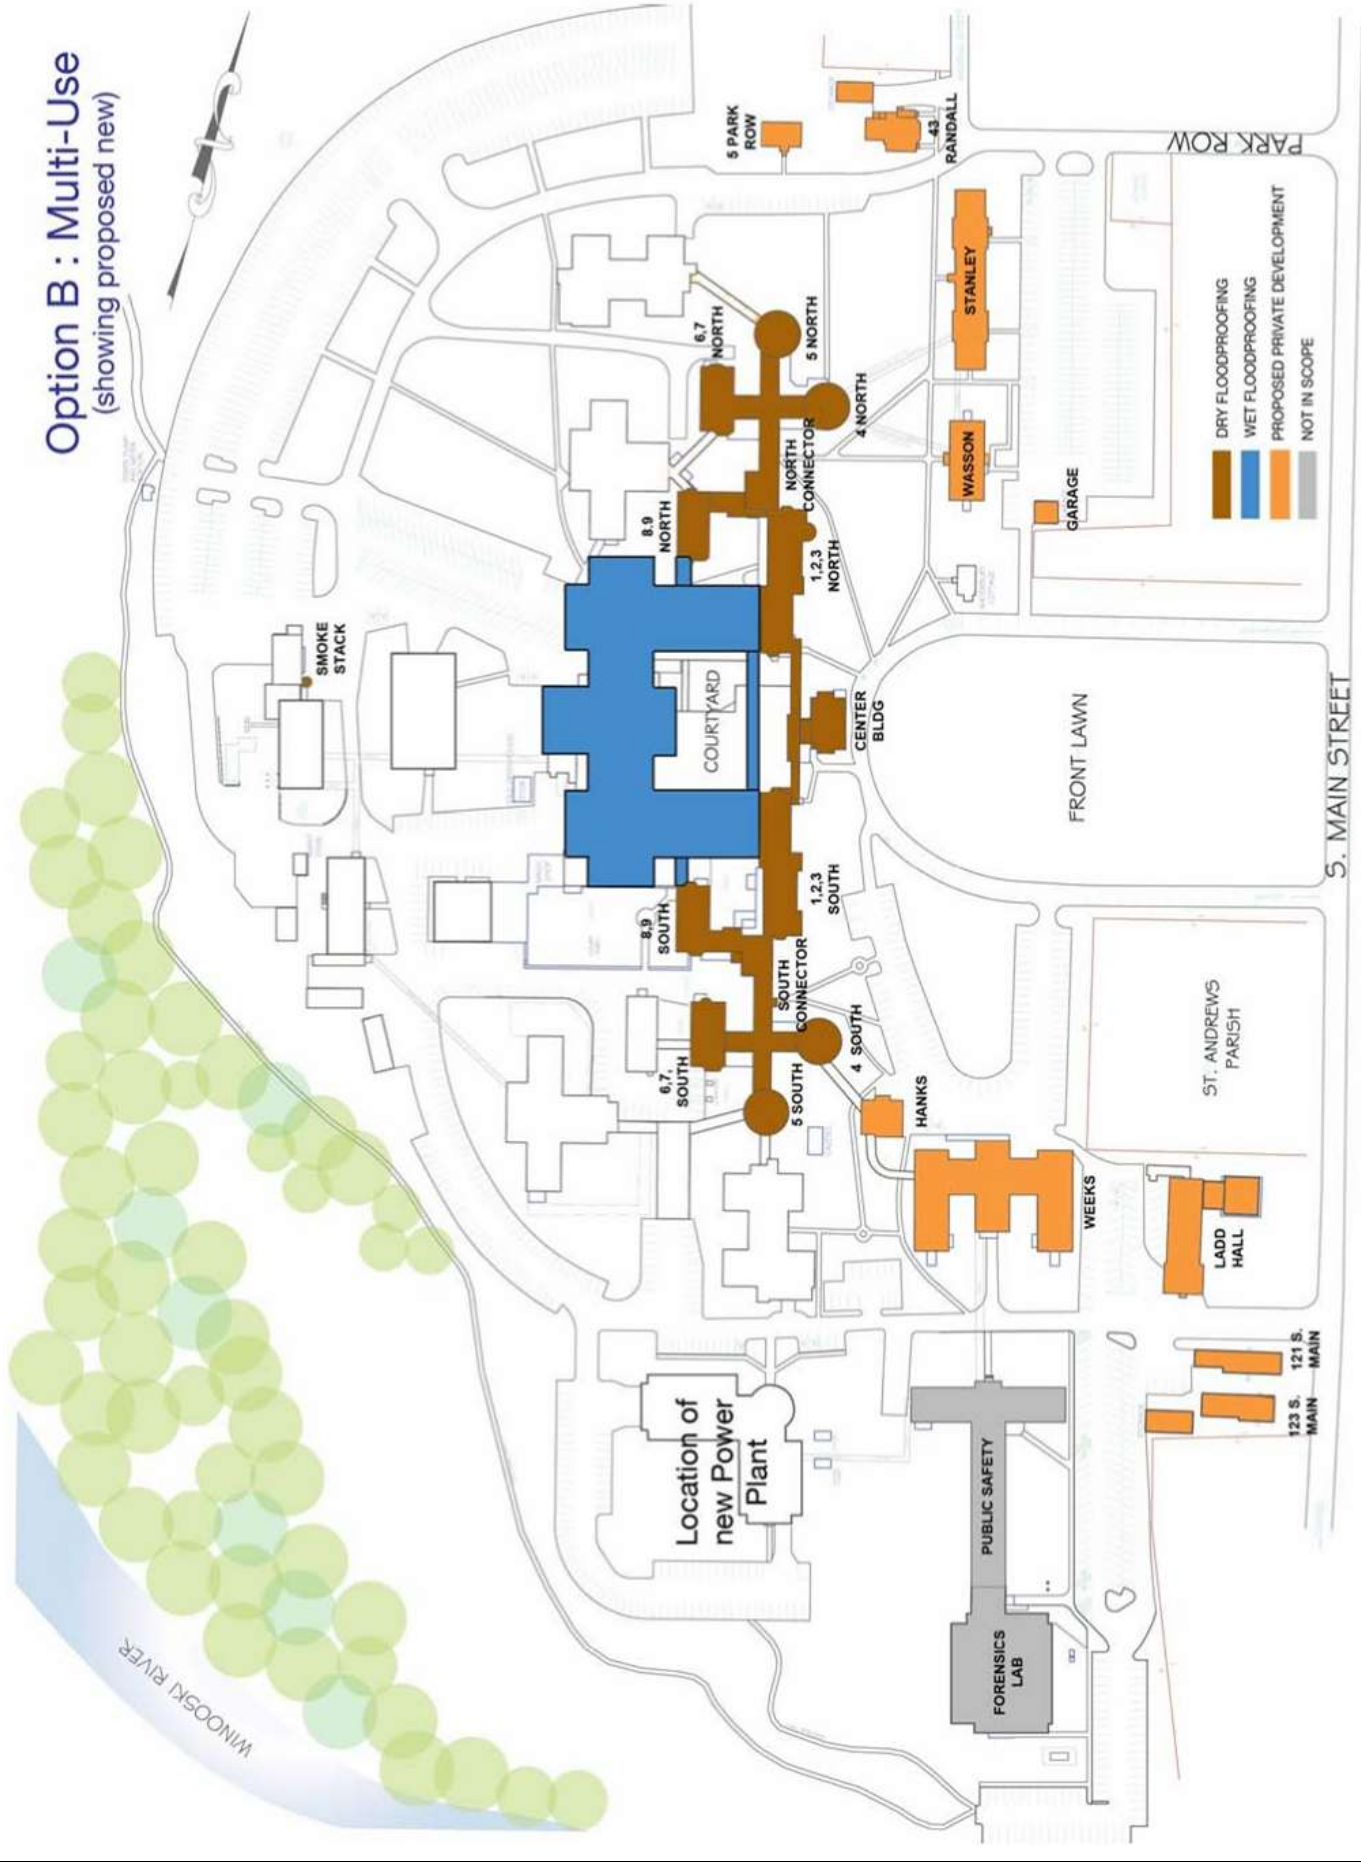 Option B : Multi-Use
(showing proposed new)
WINOOSKI RIVER
SMOKE
STACK
5 PARK
ROW
43
RANDALL
PARK ROW
6,7
NORTH
5 NORTH
4 NORTH
NORTH
CONNECTOR
8.9
NORTH
1,2,3
NORTH
STANLEY
WASSON
GARAGE
COURTYARD
CENTER
BLDG
FRONT LAWN
S. MAIN STREET
8,9
SOUTH
1,2,3
SOUTH
SOUTH
CONNECTOR
6,7,
SOUTH
5 SOUTH
4 SOUTH
HANKS
WEEKS
ST. ANDREWS
PARISH
LADD
HALL
121 S.
MAIN
123 S.
MAIN
Location of
new Power
Plant
PUBLIC SAFETY
FORENSICS
LAB
DRY FLOODPROOFING
WET FLOODPROOFING
PROPOSED PRIVATE DEVELOPMENT
NOT IN SCOPE